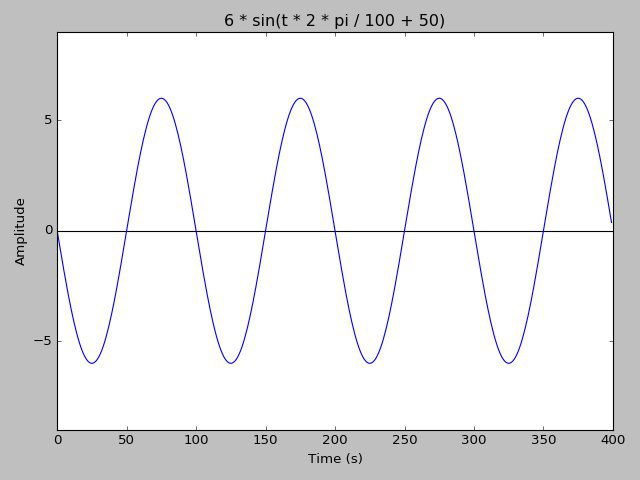 6 * sin(t * 2 * pi / 100 + 50)
5
0
−5
Amplitude
0 50 100 150 200 250 300 350 400
Time (s)